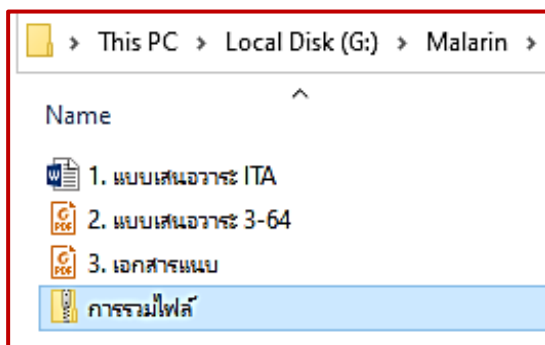 This PC > Local Disk (G:) > Malarin >
Name
1. แบบเสนอวาระ ITA
2. แบบเสนอวาระ 3-64
3. เอกสารแนบ
การรวมไฟล์